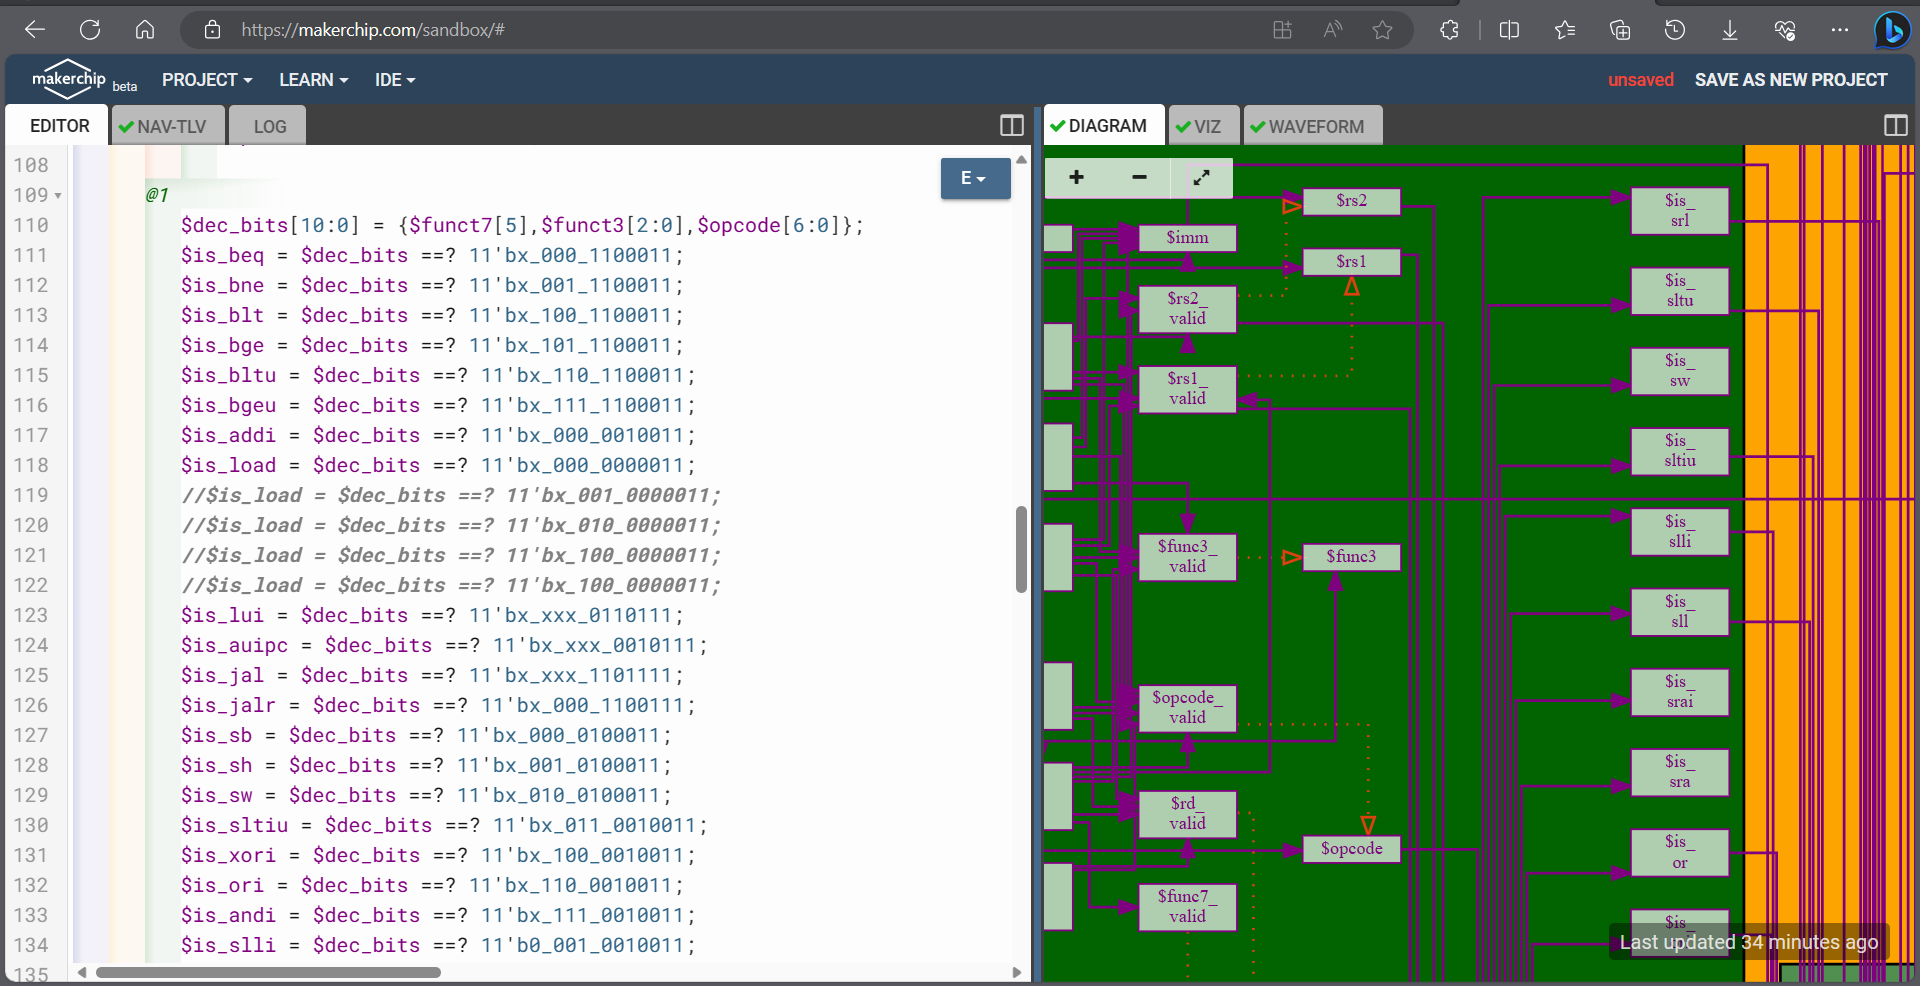 https://makerchip.com/sandbox/#
makerchip beta PROJECT LEARN IDE unsaved SAVE AS NEW PROJECT
EDITOR NAV-TLV LOG
108
109 @1
110 $dec_bits[10:0] = {$funct7[5],$funct3[2:0],$opcode[6:0]};
111 $is_beq = $dec_bits ==? 11'bx_000_1100011;
112 $is_bne = $dec_bits ==? 11'bx_001_1100011;
113 $is_blt = $dec_bits ==? 11'bx_100_1100011;
114 $is_bge = $dec_bits ==? 11'bx_101_1100011;
115 $is_bltu = $dec_bits ==? 11'bx_110_1100011;
116 $is_bgeu = $dec_bits ==? 11'bx_111_1100011;
117 $is_addi = $dec_bits ==? 11'bx_000_0010011;
118 $is_load = $dec_bits ==? 11'bx_000_0000011;
119 //$is_load = $dec_bits ==? 11'bx_001_0000011;
120 //$is_load = $dec_bits ==? 11'bx_010_0000011;
121 //$is_load = $dec_bits ==? 11'bx_100_0000011;
122 //$is_load = $dec_bits ==? 11'bx_100_0000011;
123 $is_lui = $dec_bits ==? 11'bx_xxx_0110111;
124 $is_auipc = $dec_bits ==? 11'bx_xxx_0010111;
125 $is_jal = $dec_bits ==? 11'bx_xxx_1101111;
126 $is_jalr = $dec_bits ==? 11'bx_000_1100111;
127 $is_sb = $dec_bits ==? 11'bx_000_0100011;
128 $is_sh = $dec_bits ==? 11'bx_001_0100011;
129 $is_sw = $dec_bits ==? 11'bx_010_0100011;
130 $is_sltiu = $dec_bits ==? 11'bx_011_0010011;
131 $is_xori = $dec_bits ==? 11'bx_100_0010011;
132 $is_ori = $dec_bits ==? 11'bx_110_0010011;
133 $is_andi = $dec_bits ==? 11'bx_111_0010011;
134 $is_slli = $dec_bits ==? 11'b0_001_0010011;
135
E
DIAGRAM VIZ WAVEFORM
+ −
$imm
$rs2_
valid
$rs1_
valid
$func3_
valid
$opcode_
valid
$rd_
valid
$func7_
valid
$rs2
$rs1
$func3
$opcode
$is_
srl
$is_
sltu
$is_
sw
$is_
sltiu
$is_
slli
$is_
sll
$is_
srai
$is_
sra
$is_
or
$is_
Last updated 34 minutes ago